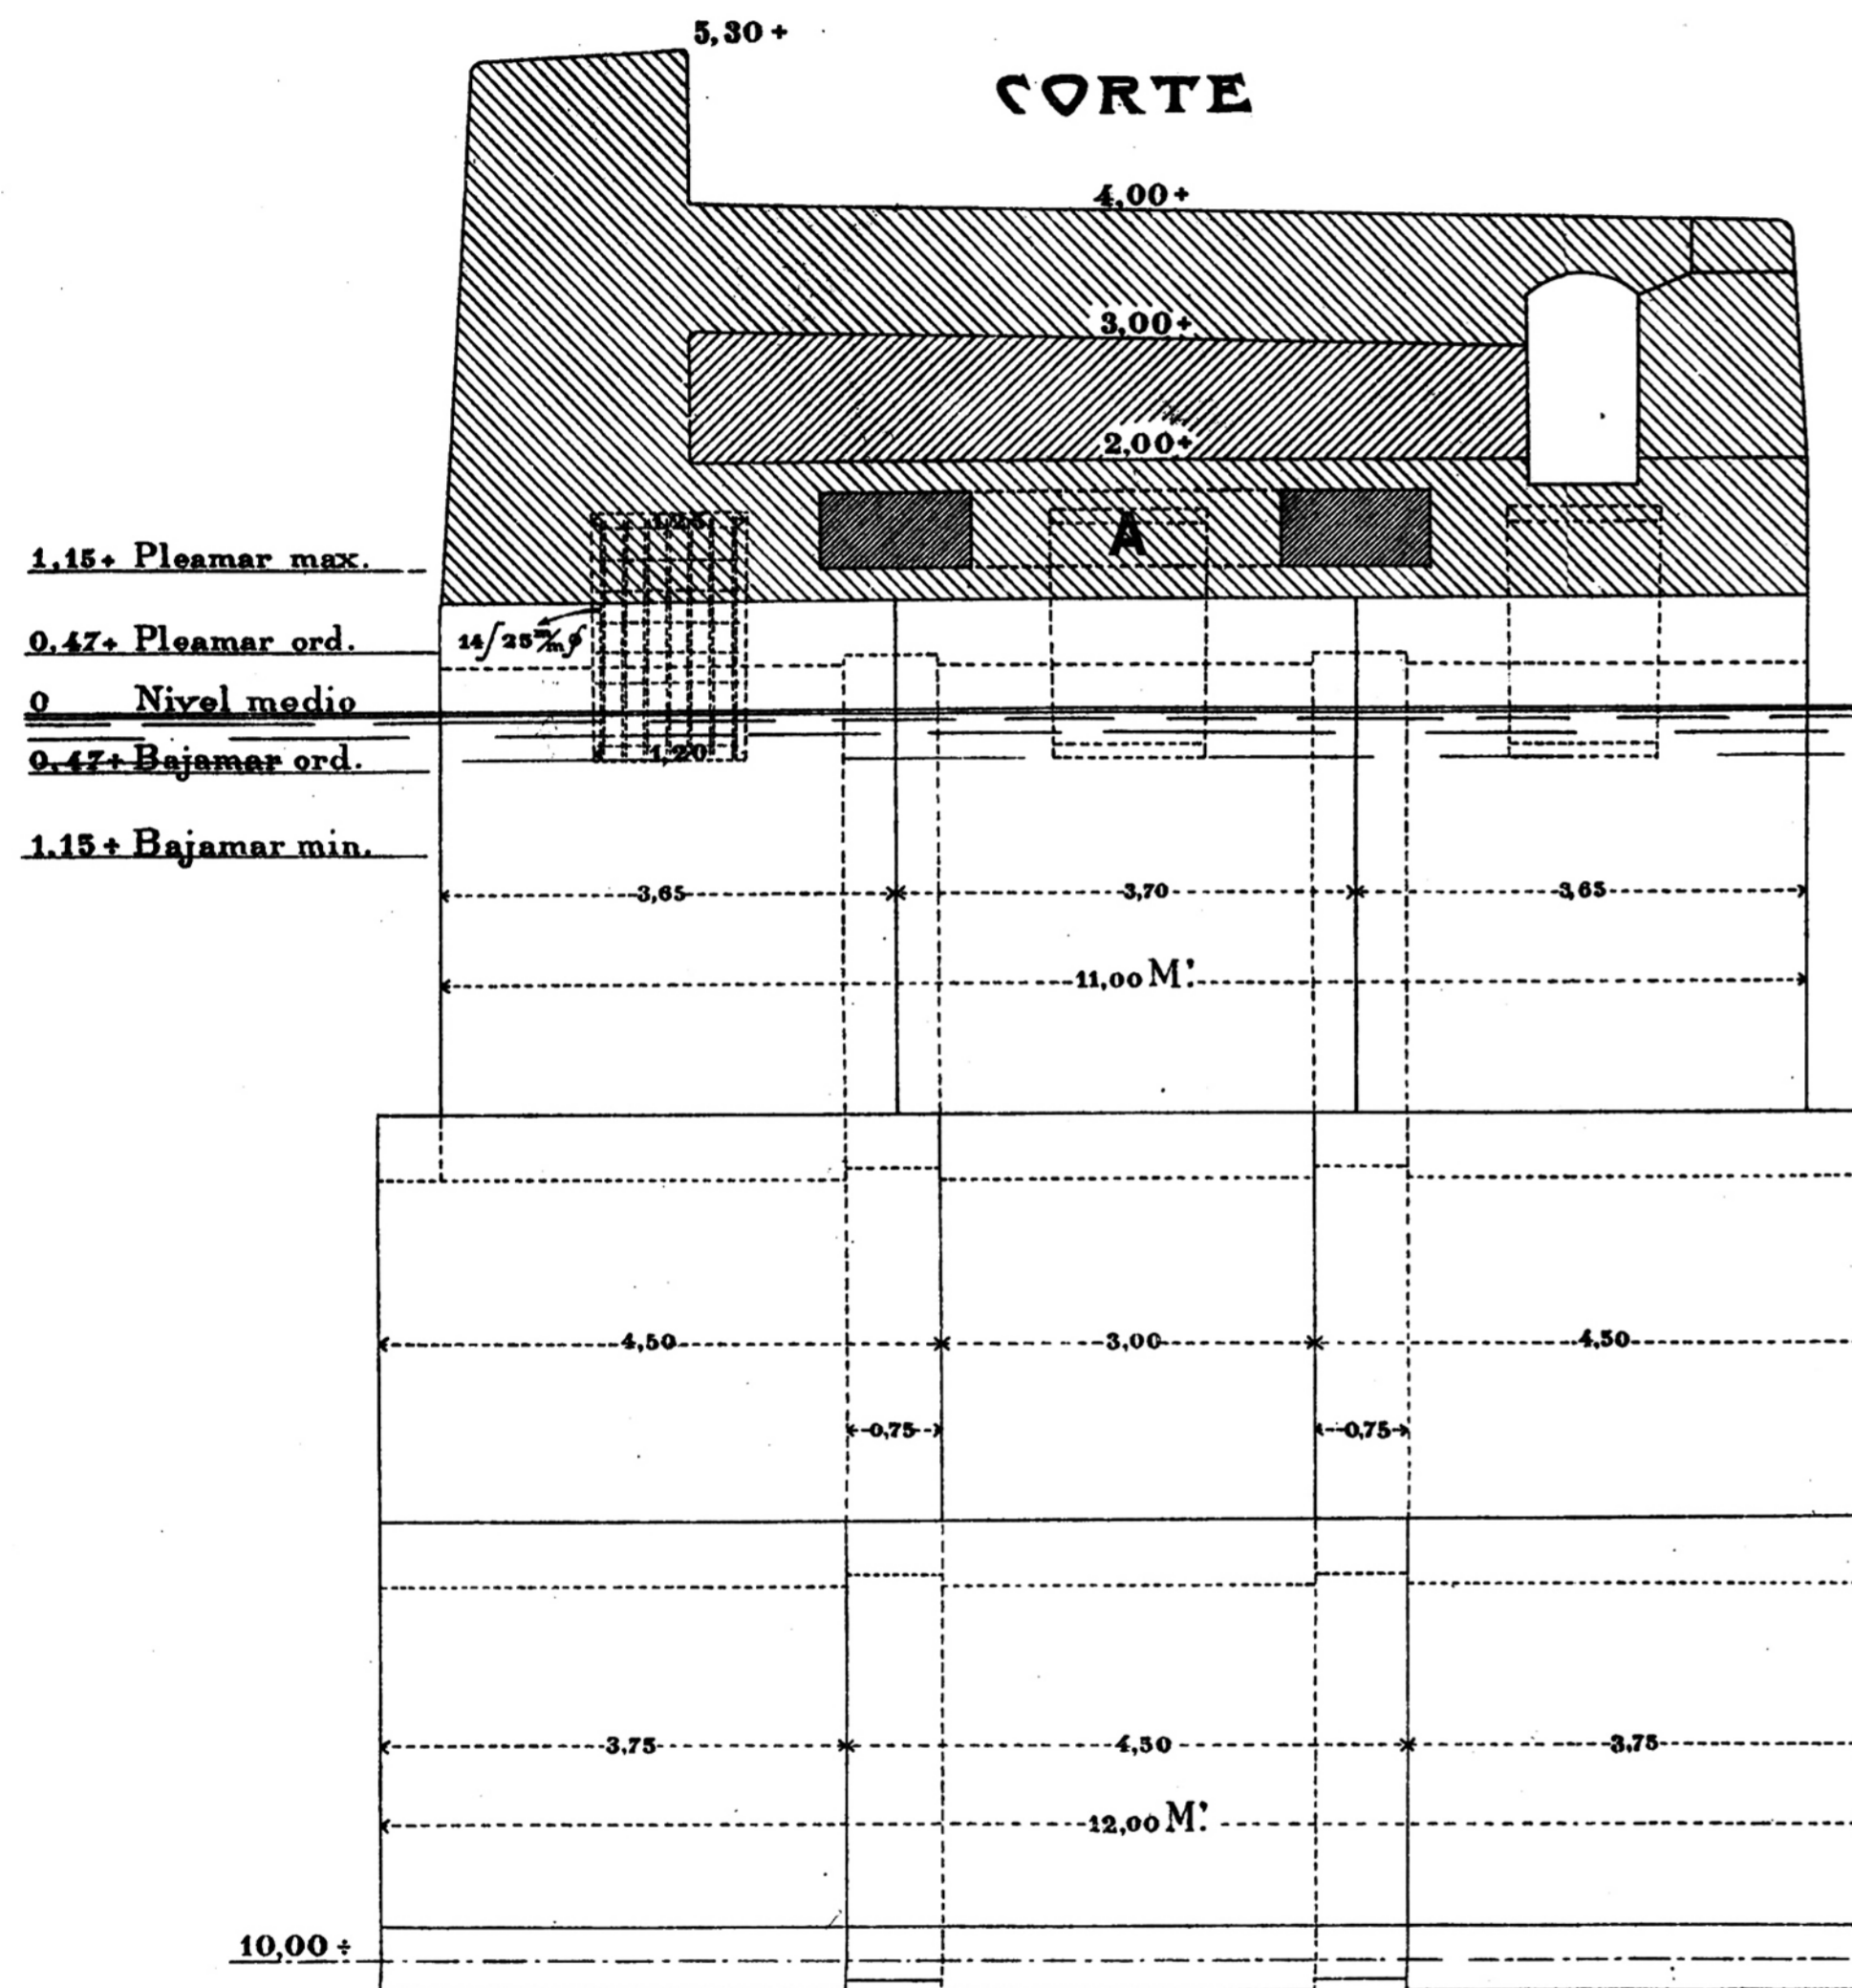 5,30 +
CORTE
4,00 +
3,00 +
2,00 +
1,25
A
1,15 + Pleamar max.
0,47 + Pleamar ord.
14/25 m/m ϕ
0 Nivel medio
1,20
0,47 ÷ Bajamar ord.
1,15 ÷ Bajamar min.
3,65 3,70 3,65
11,00 M.
4,50 3,00 4,50
0,75 0,75
3,75 4,50 3,75
12,00 M.
10,00 ÷